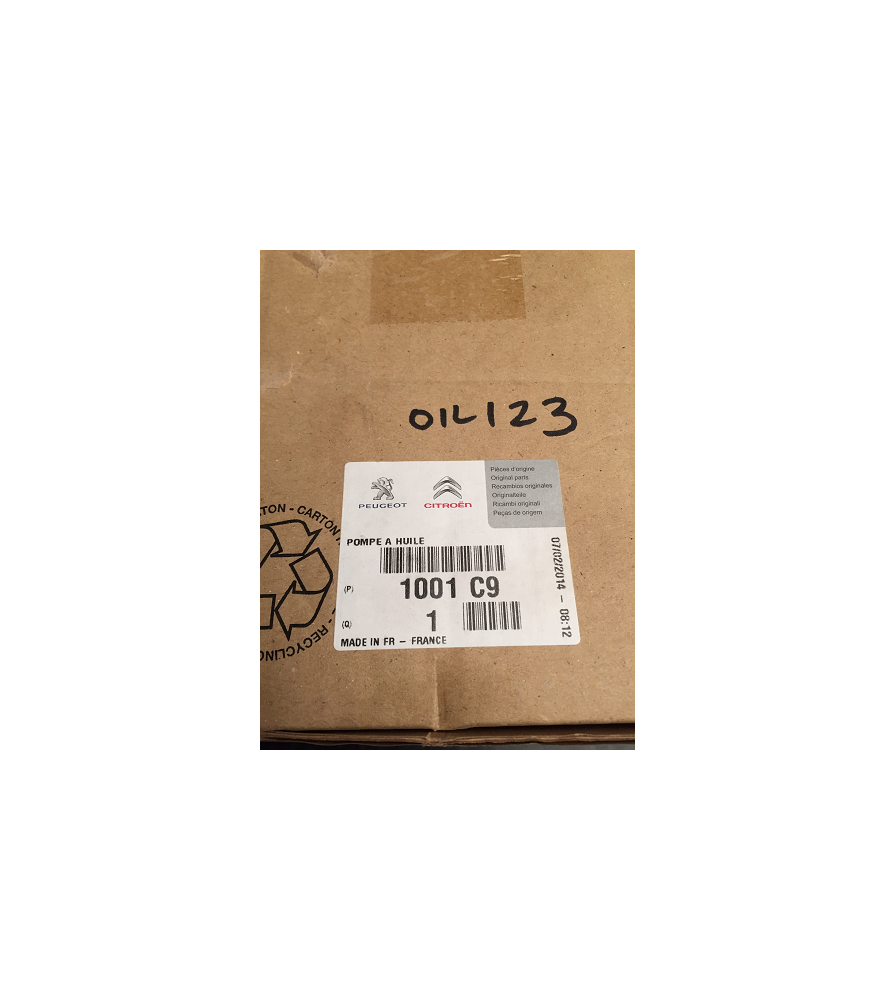 OIL123
PEUGEOT
CITROËN
Pièces d'origine
Original parts
Recambios originales
Originalteile
Ricambi originali
Peças de origem
POMPE A HUILE
(P)
1001 C9
(Q)
1
MADE IN FR - FRANCE
07/02/2014 - 08:12
TON - CARTON
- RECYCLING